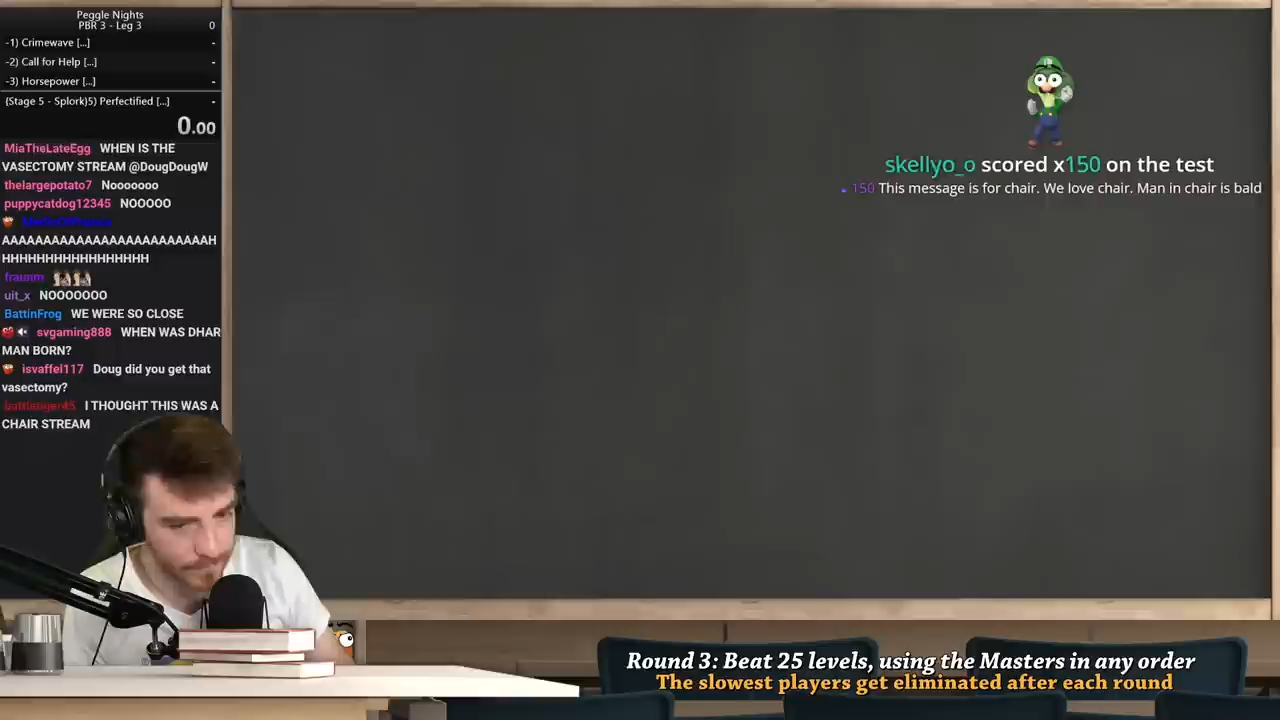 Peggle Nights
PBR 3 - Leg 3 0
-1) Crimewave [...] -
-2) Call for Help [...] -
-3) Horsepower [...] -
{Stage 5 - Splork}5) Perfectified [...] -
0.00
MiaTheLateEgg WHEN IS THE
VASECTOMY STREAM @DougDougW
thelargepotato7 Nooooooo
puppycatdog12345 NOOOOO
AAAAAAAAAAAAAAAAAAAAAAAAH
HHHHHHHHHHHHHHHHH
fraunm
uit_x NOOOOOOO
BattinFrog WE WERE SO CLOSE
svgaming888 WHEN WAS DHAR
MAN BORN?
isvaffel117 Doug did you get that
vasectomy?
I THOUGHT THIS WAS A
CHAIR STREAM
skellyo_o scored x150 on the test
150 This message is for chair. We love chair. Man in chair is bald
Round 3: Beat 25 levels, using the Masters in any order
The slowest players get eliminated after each round